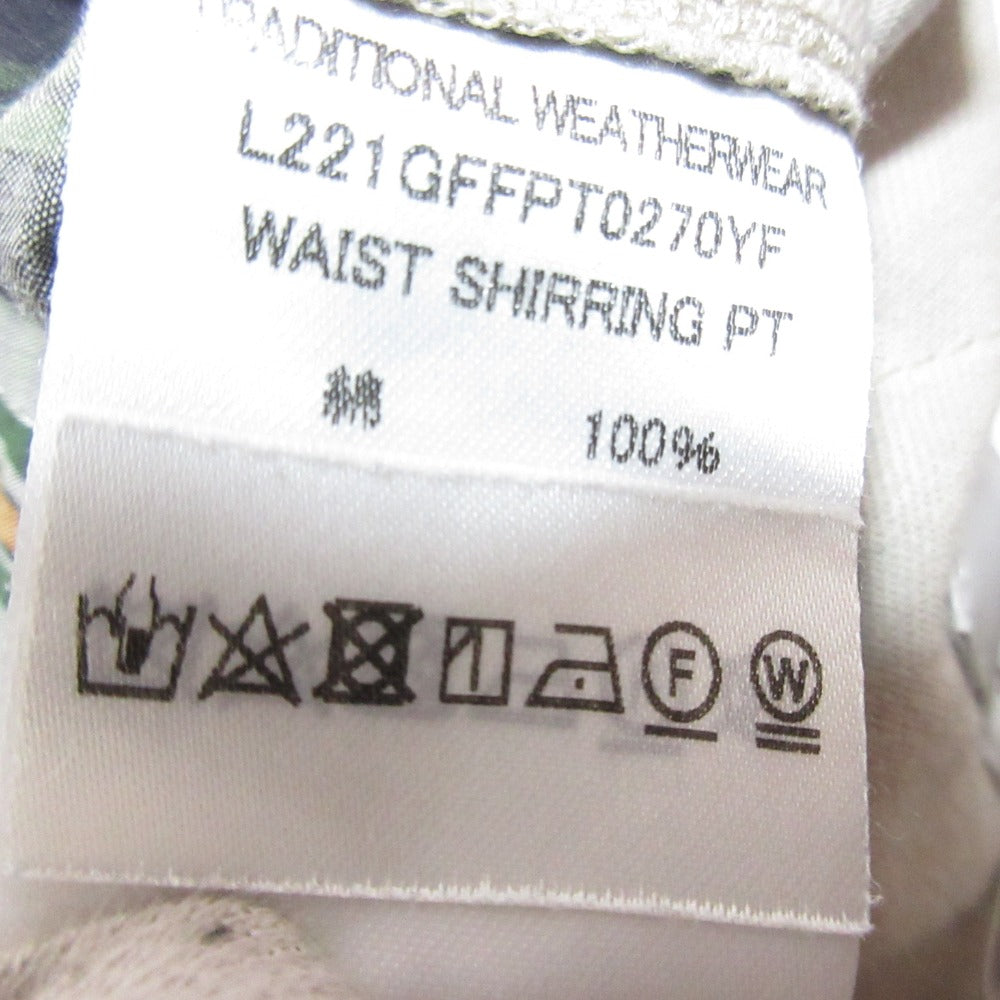 TRADITIONAL WEATHERWEAR
L221GFFPT0270YF
WAIST SHIRRING PT
綿 100%
F W